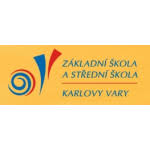 ZÁKLADNÍ ŠKOLA
A STŘEDNÍ ŠKOLA
KARLOVY VARY